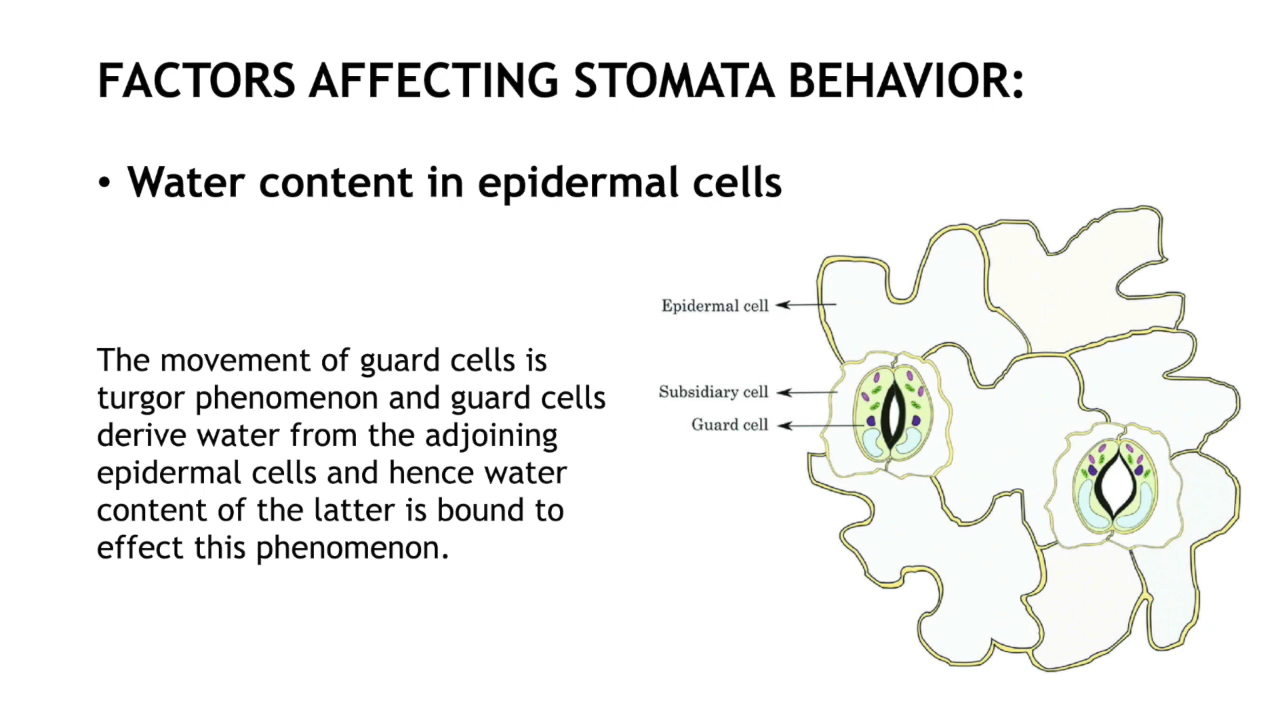 FACTORS AFFECTING STOMATA BEHAVIOR:
• Water content in epidermal cells
Epidermal cell
Subsidiary cell
Guard cell
The movement of guard cells is
turgor phenomenon and guard cells
derive water from the adjoining
epidermal cells and hence water
content of the latter is bound to
effect this phenomenon.